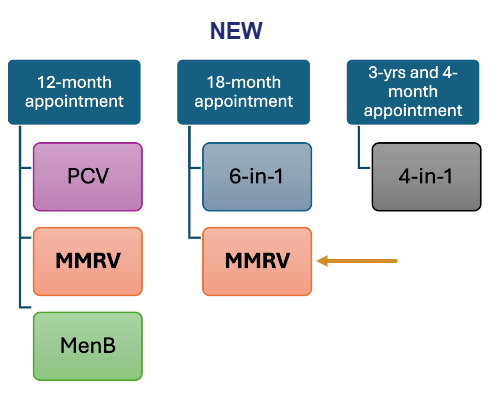 NEW
12-month
appointment
PCV
MMRV
MenB
18-month
appointment
6-in-1
MMRV
3-yrs and 4-
month
appointment
4-in-1